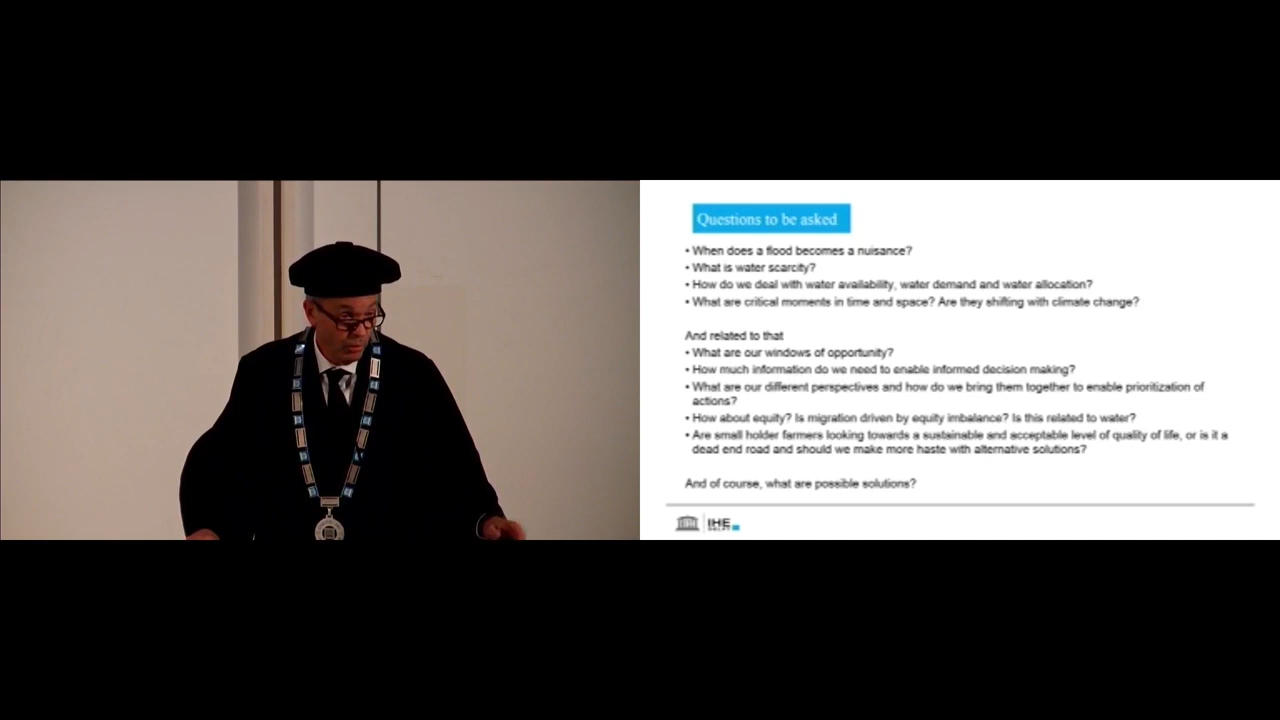 Questions to be asked
• When does a flood becomes a nuisance?
• What is water scarcity?
• How do we deal with water availability, water demand and water allocation?
• What are critical moments in time and space? Are they shifting with climate change?
And related to that
• What are our windows of opportunity?
• How much information do we need to enable informed decision making?
• What are our different perspectives and how do we bring them together to enable prioritization of
actions?
• How about equity? Is migration driven by equity imbalance? Is this related to water?
• Are small holder farmers looking towards a sustainable and acceptable level of quality of life, or is it a
dead end road and should we make more haste with alternative solutions?
And of course, what are possible solutions?
IHE
DELFT